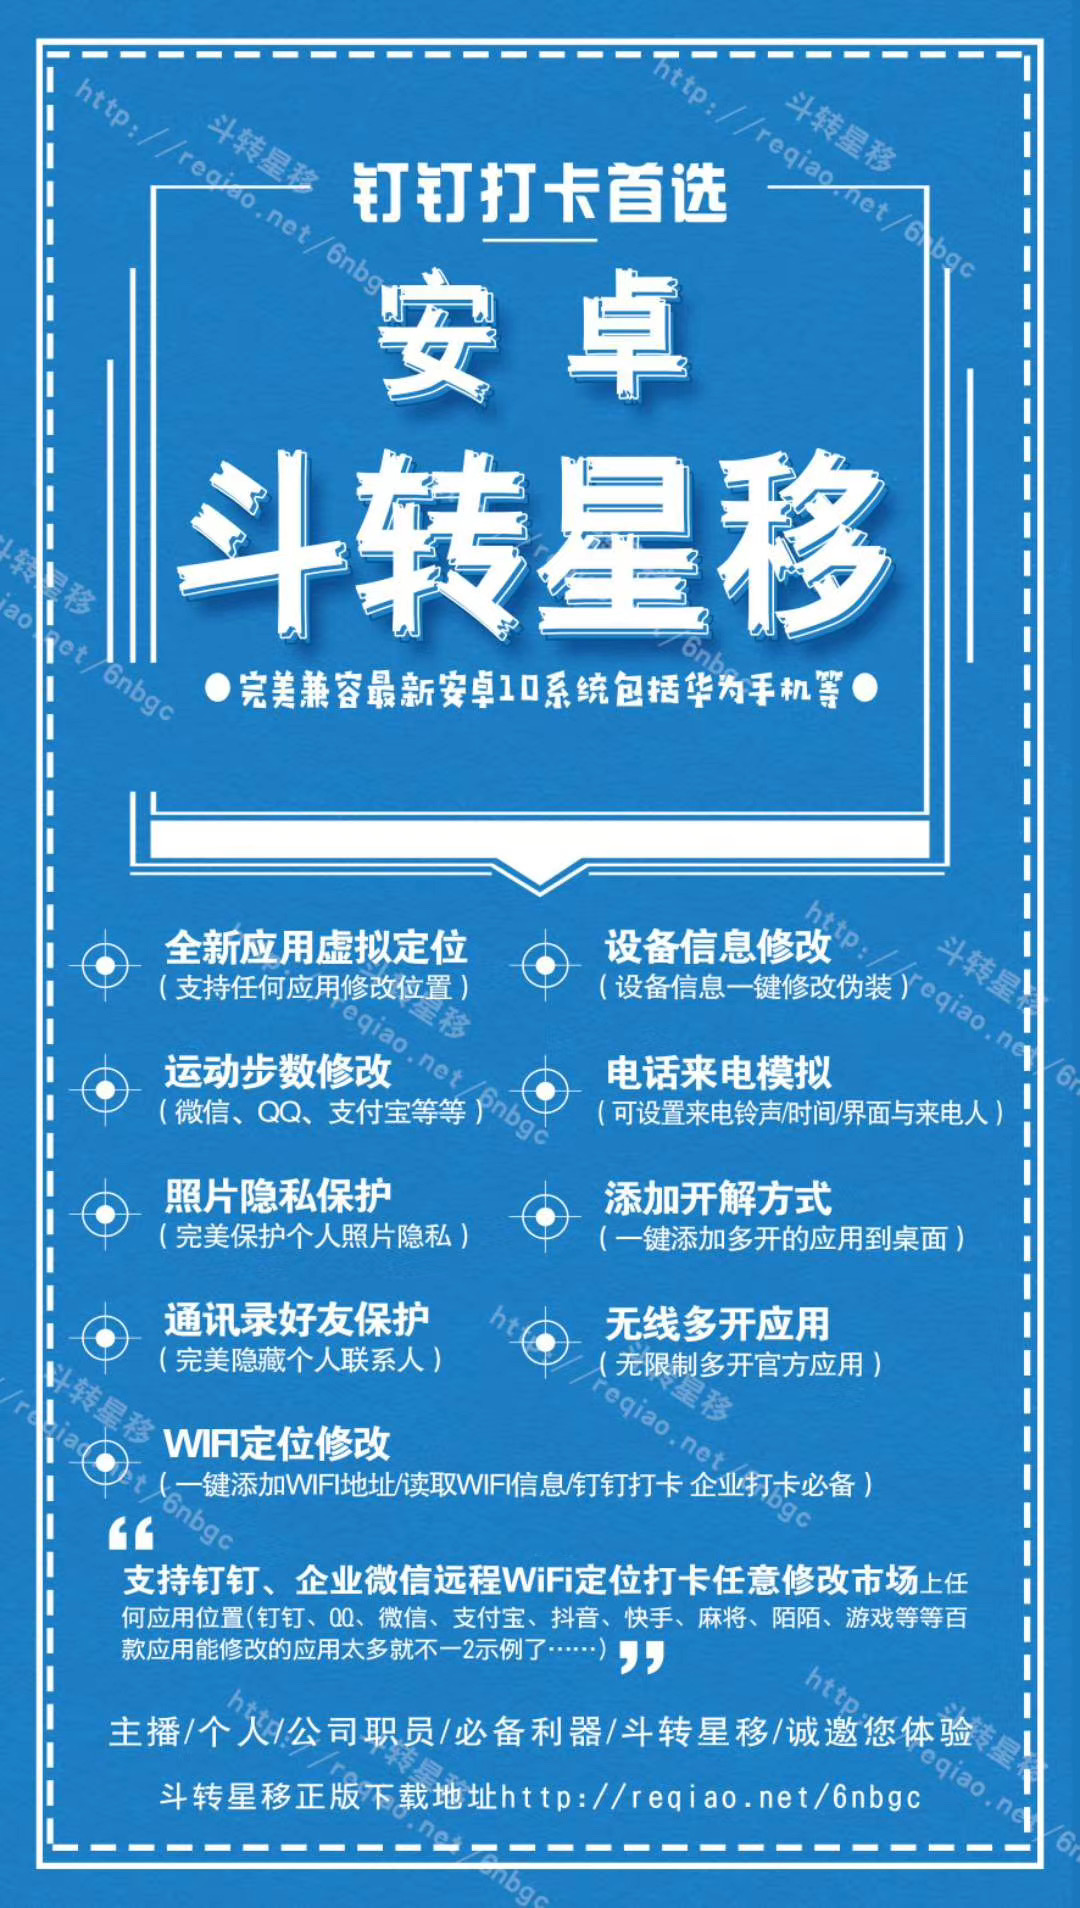 钉钉打卡首选
安卓
斗转星移
●完美兼容最新安卓10系统包括华为手机等●
全新应用虚拟定位
（支持任何应用修改位置）
设备信息修改
（设备信息一键修改伪装）
运动步数修改
（微信、QQ、支付宝等等）
电话来电模拟
（可设置来电铃声/时间/界面与来电人）
照片隐私保护
（完美保护个人照片隐私）
添加开解方式
（一键添加多开的应用到桌面）
通讯录好友保护
（完美隐藏个人联系人）
无线多开应用
（无限制多开官方应用）
WIFI定位修改
（一键添加WIFI地址/读取WIFI信息/钉钉打卡 企业打卡必备）
“
支持钉钉、企业微信远程WiFi定位打卡任意修改市场上任
何应用位置(钉钉、QQ、微信、支付宝、抖音、快手、麻将、陌陌、游戏等等百
款应用能修改的应用太多就不一2示例了……)”
主播/个人/公司职员/必备利器/斗转星移/诚邀您体验
斗转星移正版下载地址http://reqiao.net/6nbgc
斗转星移
http://reqiao.net/6nbgc